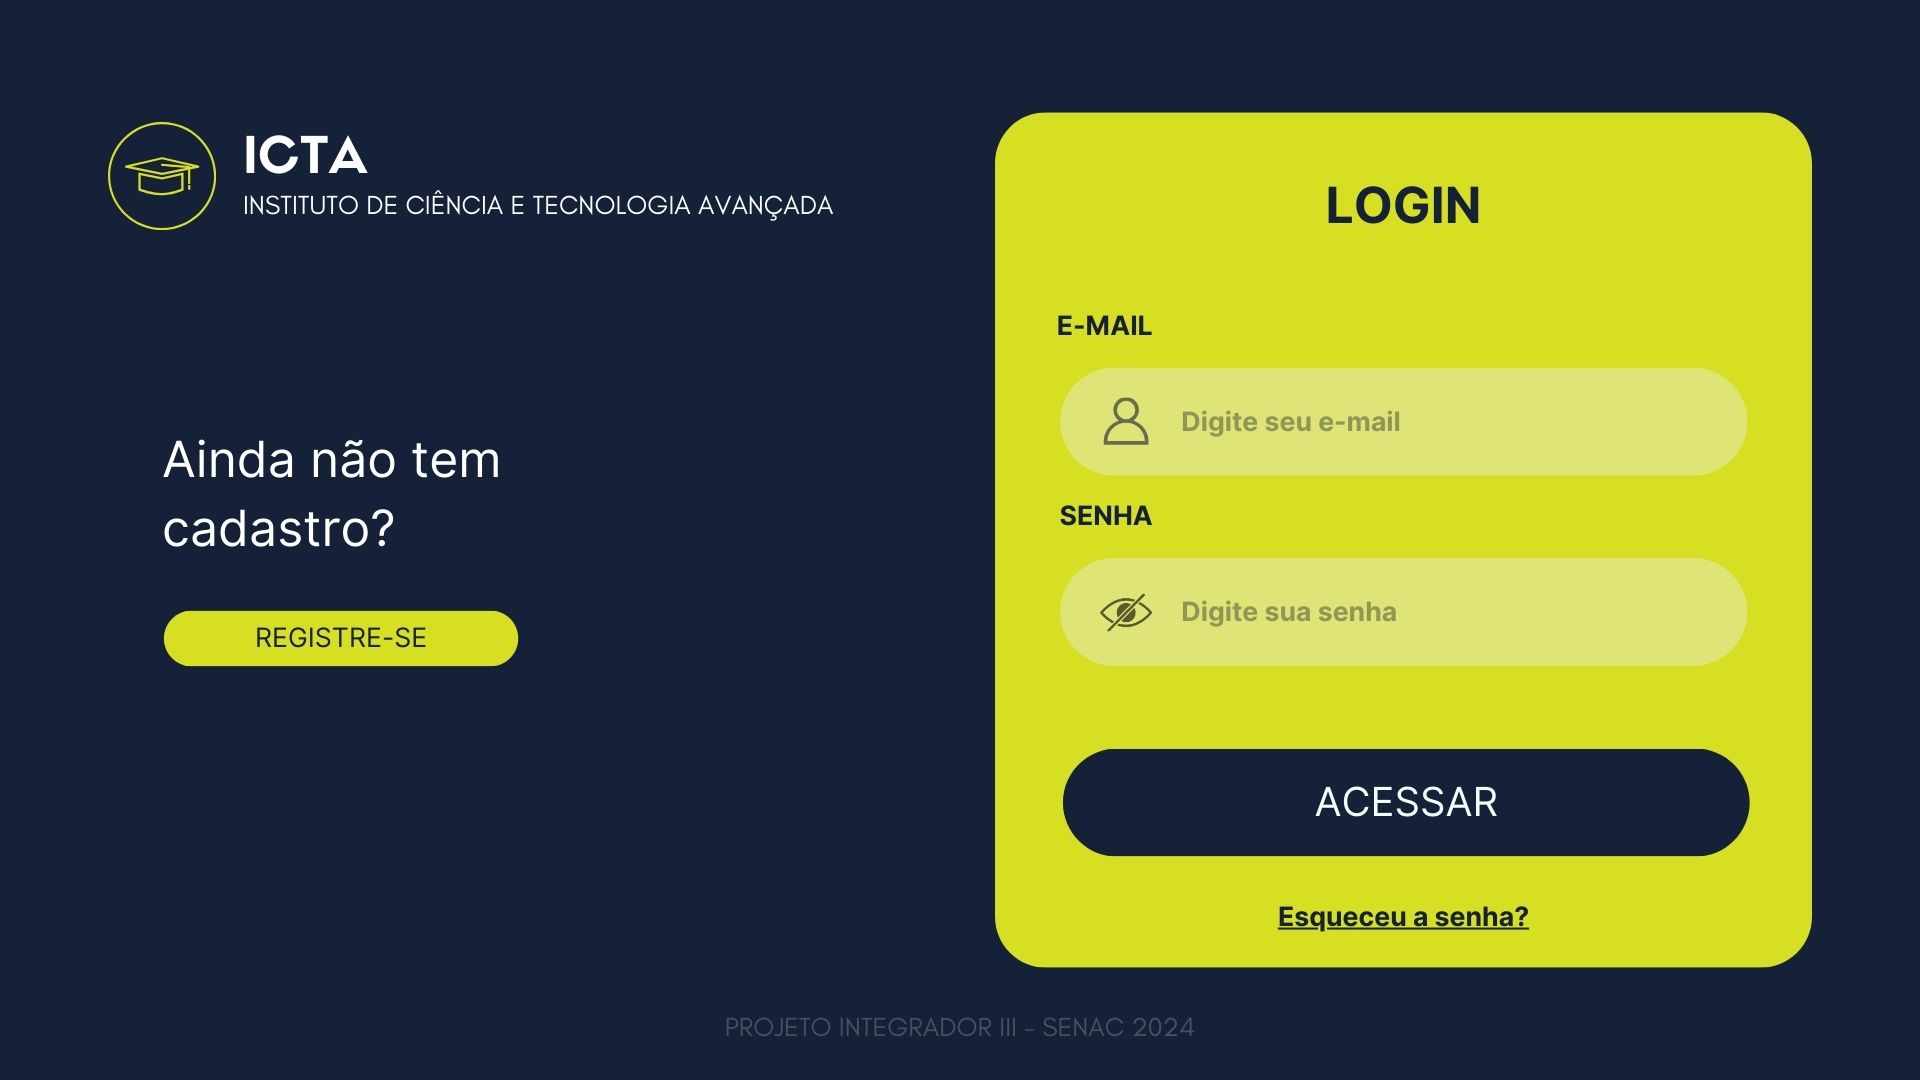 ICTA
INSTITUTO DE CIÊNCIA E TECNOLOGIA AVANÇADA
Ainda não tem
cadastro?
REGISTRE-SE
LOGIN
E-MAIL
Digite seu e-mail
SENHA
Digite sua senha
ACESSAR
Esqueceu a senha?
PROJETO INTEGRADOR III - SENAC 2024